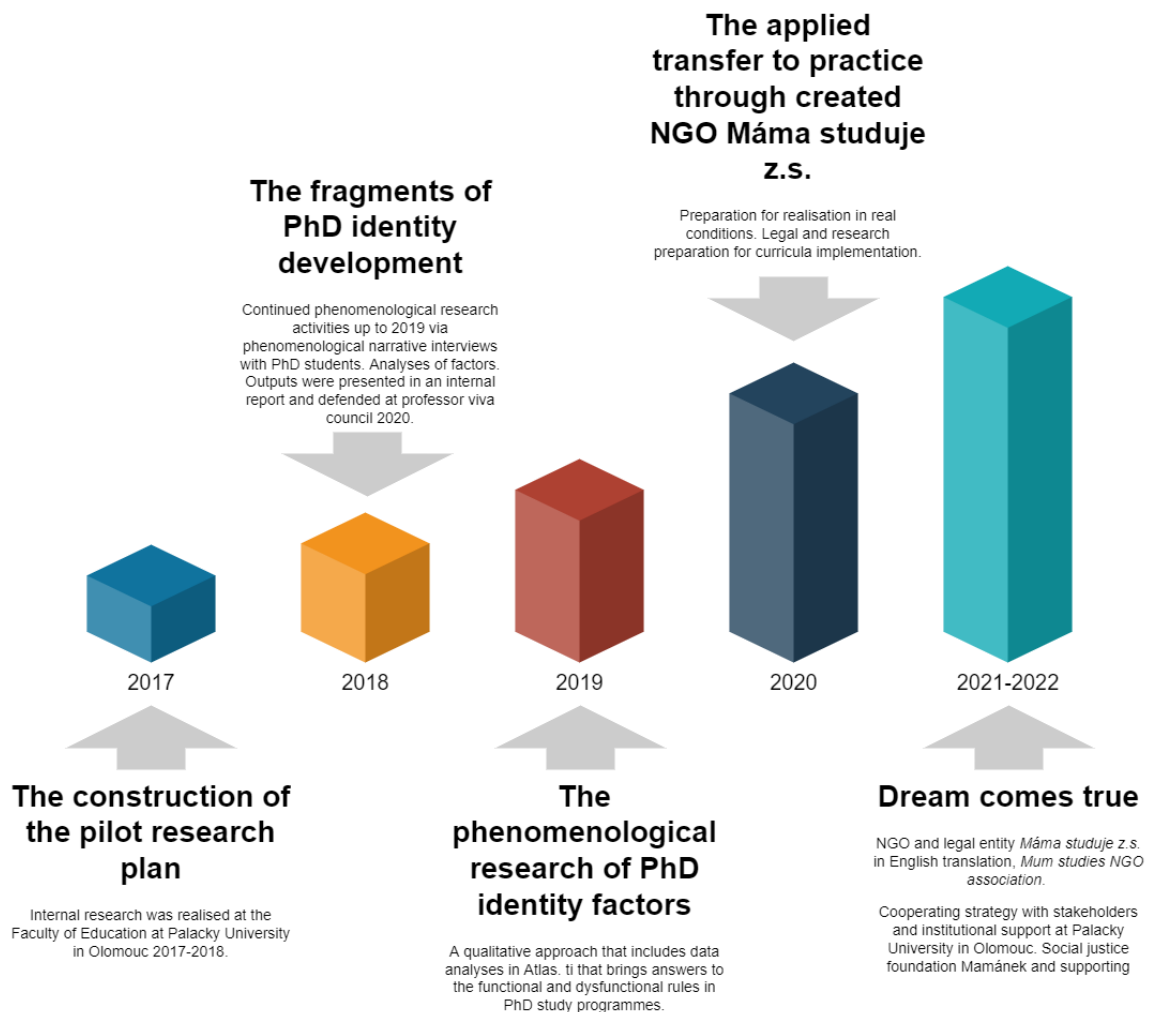 The applied
transfer to practice
through created
NGO Máma studuje
z.s.
Preparation for realisation in real
conditions. Legal and research
preparation for curricula implementation.
The fragments of
PhD identity
development
Continued phenomenological research
activities up to 2019 via
phenomenological narrative interviews
with PhD students. Analyses of factors.
Outputs were presented in an internal
report and defended at professor viva
council 2020.
2017
2018
2019
2020
2021-2022
The construction of
the pilot research
plan
Internal research was realised at the
Faculty of Education at Palacky University
in Olomouc 2017-2018.
The
phenomenological
research of PhD
identity factors
A qualitative approach that includes data
analyses in Atlas. ti that brings answers to
the functional and dysfunctional rules in
PhD study programmes.
Dream comes true
NGO and legal entity Máma studuje z.s.
in English translation, Mum studies NGO
association.
Cooperating strategy with stakeholders
and institutional support at Palacky
University in Olomouc. Social justice
foundation Mamánek and supporting